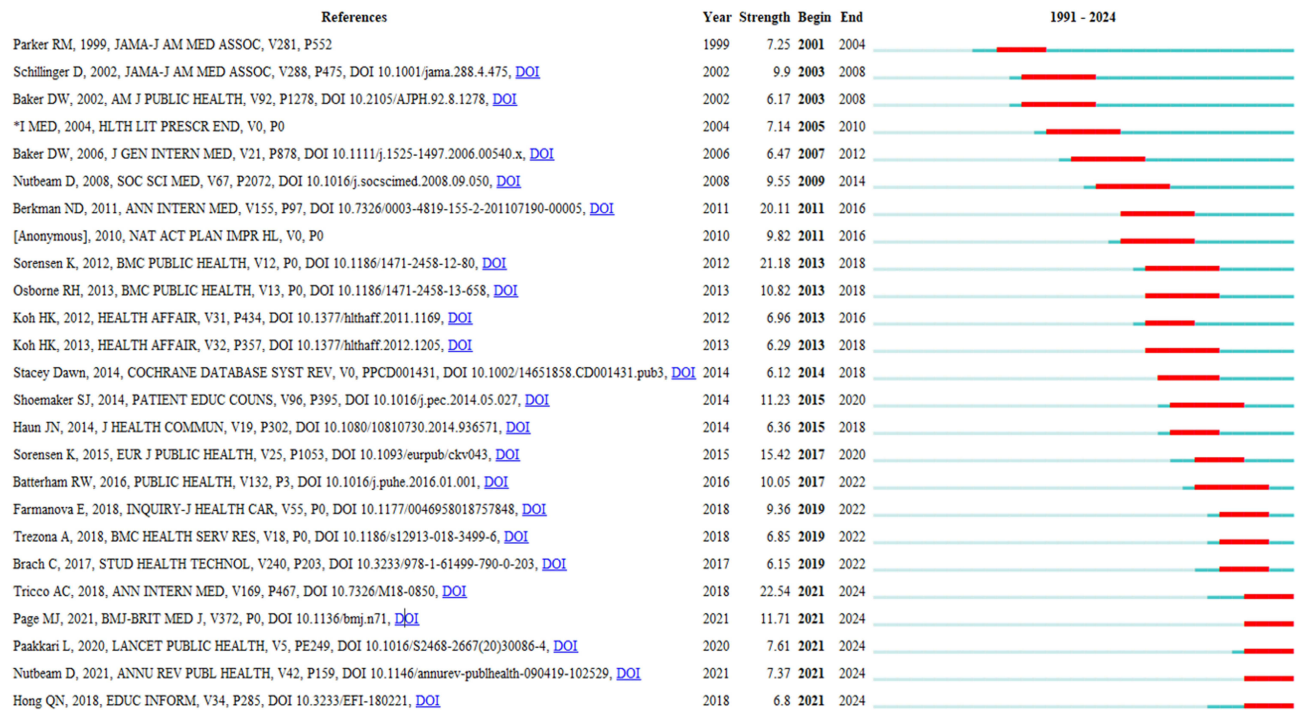 References Year Strength Begin End 1991 - 2024
Parker RM, 1999, JAMA-J AM MED ASSOC, V281, P552 1999 7.25 2001 2004
Schillinger D, 2002, JAMA-J AM MED ASSOC, V288, P475, DOI 10.1001/jama.288.4.475, DOI 2002 9.9 2003 2008
Baker DW, 2002, AM J PUBLIC HEALTH, V92, P1278, DOI 10.2105/AJPH.92.8.1278, DOI 2002 6.17 2003 2008
*I MED, 2004, HLTH LIT PRESCR END, V0, P0 2004 7.14 2005 2010
Baker DW, 2006, J GEN INTERN MED, V21, P878, DOI 10.1111/j.1525-1497.2006.00540.x, DOI 2006 6.47 2007 2012
Nutbeam D, 2008, SOC SCI MED, V67, P2072, DOI 10.1016/j.socscimed.2008.09.050, DOI 2008 9.55 2009 2014
Berkman ND, 2011, ANN INTERN MED, V155, P97, DOI 10.7326/0003-4819-155-2-201107190-00005, DOI 2011 20.11 2011 2016
[Anonymous], 2010, NAT ACT PLAN IMPR HL, V0, P0 2010 9.82 2011 2016
Sorensen K, 2012, BMC PUBLIC HEALTH, V12, P0, DOI 10.1186/1471-2458-12-80, DOI 2012 21.18 2013 2018
Osborne RH, 2013, BMC PUBLIC HEALTH, V13, P0, DOI 10.1186/1471-2458-13-658, DOI 2013 10.82 2013 2018
Koh HK, 2012, HEALTH AFFAIR, V31, P434, DOI 10.1377/hlthaff.2011.1169, DOI 2012 6.96 2013 2016
Koh HK, 2013, HEALTH AFFAIR, V32, P357, DOI 10.1377/hlthaff.2012.1205, DOI 2013 6.29 2013 2018
Stacey Dawn, 2014, COCHRANE DATABASE SYST REV, V0, PPCD001431, DOI 10.1002/14651858.CD001431.pub3, DOI 2014 6.12 2014 2018
Shoemaker SJ, 2014, PATIENT EDUC COUNS, V96, P395, DOI 10.1016/j.pec.2014.05.027, DOI 2014 11.23 2015 2020
Haun JN, 2014, J HEALTH COMMUN, V19, P302, DOI 10.1080/10810730.2014.936571, DOI 2014 6.36 2015 2018
Sorensen K, 2015, EUR J PUBLIC HEALTH, V25, P1053, DOI 10.1093/eurpub/ckv043, DOI 2015 15.42 2017 2020
Batterham RW, 2016, PUBLIC HEALTH, V132, P3, DOI 10.1016/j.puhe.2016.01.001, DOI 2016 10.05 2017 2022
Farmanova E, 2018, INQUIRY-J HEALTH CAR, V55, P0, DOI 10.1177/0046958018757848, DOI 2018 9.36 2019 2022
Trezona A, 2018, BMC HEALTH SERV RES, V18, P0, DOI 10.1186/s12913-018-3499-6, DOI 2018 6.85 2019 2022
Brach C, 2017, STUD HEALTH TECHNOL, V240, P203, DOI 10.3233/978-1-61499-790-0-203, DOI 2017 6.15 2019 2022
Tricco AC, 2018, ANN INTERN MED, V169, P467, DOI 10.7326/M18-0850, DOI 2018 22.54 2021 2024
Page MJ, 2021, BMJ-BRIT MED J, V372, P0, DOI 10.1136/bmj.n71, DOI 2021 11.71 2021 2024
Paakkari L, 2020, LANCET PUBLIC HEALTH, V5, PE249, DOI 10.1016/S2468-2667(20)30086-4, DOI 2020 7.61 2021 2024
Nutbeam D, 2021, ANNU REV PUBL HEALTH, V42, P159, DOI 10.1146/annurev-publhealth-090419-102529, DOI 2021 7.37 2021 2024
Hong QN, 2018, EDUC INFORM, V34, P285, DOI 10.3233/EFI-180221, DOI 2018 6.8 2021 2024